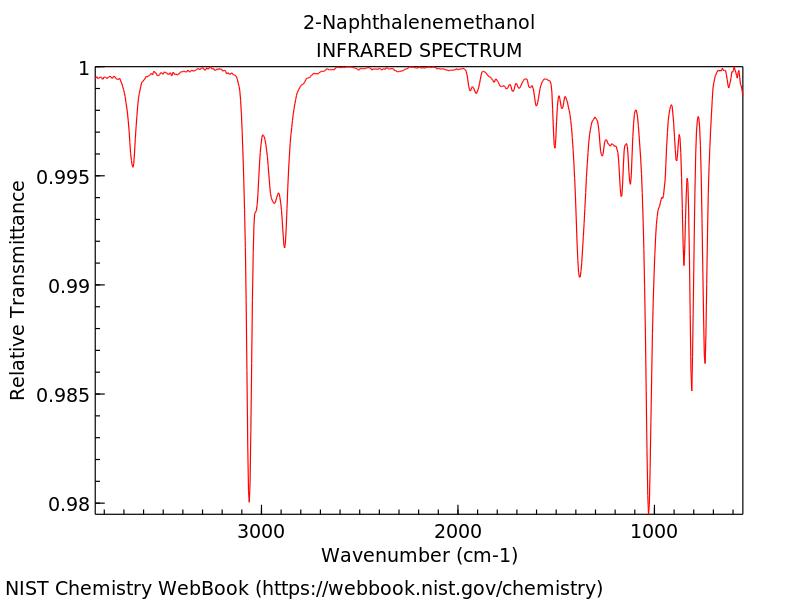 2-Naphthalenemethanol
INFRARED SPECTRUM
1
0.995
0.99
0.985
0.98
Relative Transmittance
3000 2000 1000
Wavenumber (cm-1)
NIST Chemistry WebBook (https://webbook.nist.gov/chemistry)